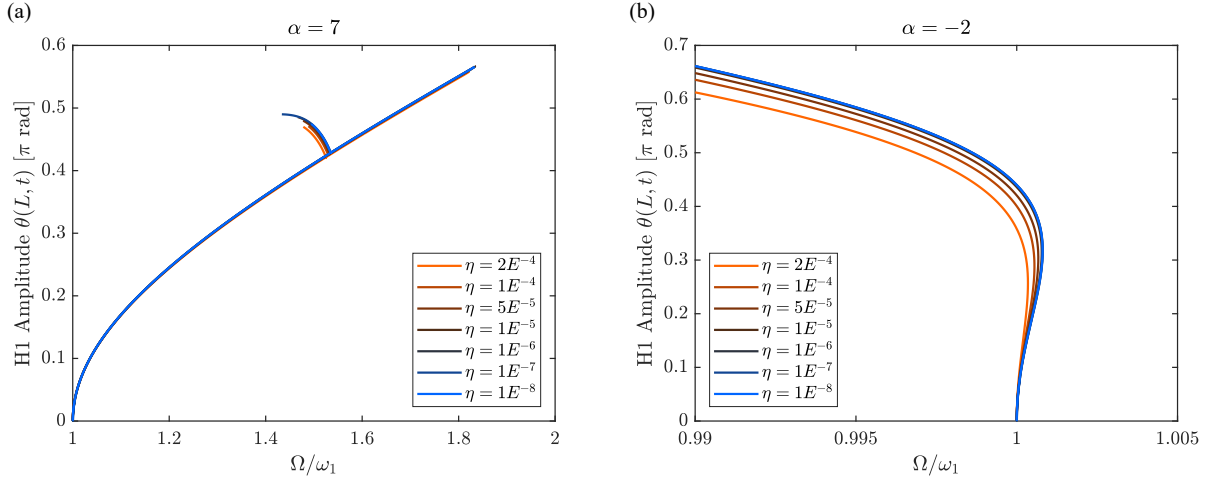 (a)
α = 7
0.6
0.5
0.4
0.3
0.2
0.1
0
H1 Amplitude θ(L, t) [π rad]
η = 2E⁻⁴
η = 1E⁻⁴
η = 5E⁻⁵
η = 1E⁻⁵
η = 1E⁻⁶
η = 1E⁻⁷
η = 1E⁻⁸
1 1.2 1.4 1.6 1.8 2
Ω/ω₁
(b)
α = −2
0.7
0.6
0.5
0.4
0.3
0.2
0.1
0
H1 Amplitude θ(L, t) [π rad]
η = 2E⁻⁴
η = 1E⁻⁴
η = 5E⁻⁵
η = 1E⁻⁵
η = 1E⁻⁶
η = 1E⁻⁷
η = 1E⁻⁸
0.99 0.995 1 1.005
Ω/ω₁